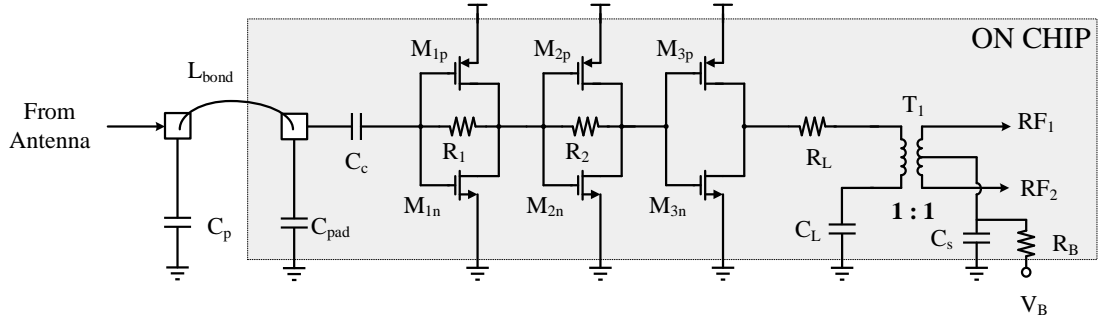 ON CHIP
M1p
M2p
M3p
Lbond
From
Antenna
T1
RF1
R1
R2
RL
Cc
RF2
M1n
M2n
M3n
1 : 1
Cp
Cpad
CL
Cs
RB
VB